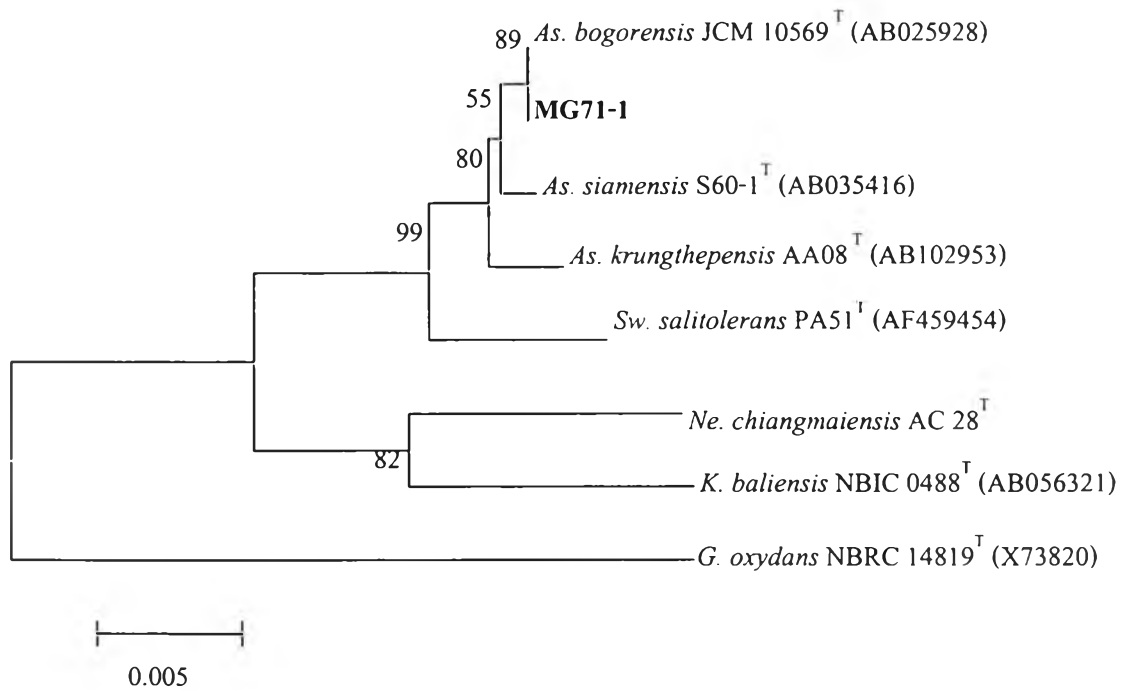 89
As. bogorensis JCM 10569ᵀ (AB025928)
55
MG71-1
80
As. siamensis S60-1ᵀ (AB035416)
99
As. krungthepensis AA08ᵀ (AB102953)
Sw. salitolerans PA51ᵀ (AF459454)
Ne. chiangmaiensis AC 28ᵀ
82
K. baliensis NBIC 0488ᵀ (AB056321)
G. oxydans NBRC 14819ᵀ (X73820)
0.005